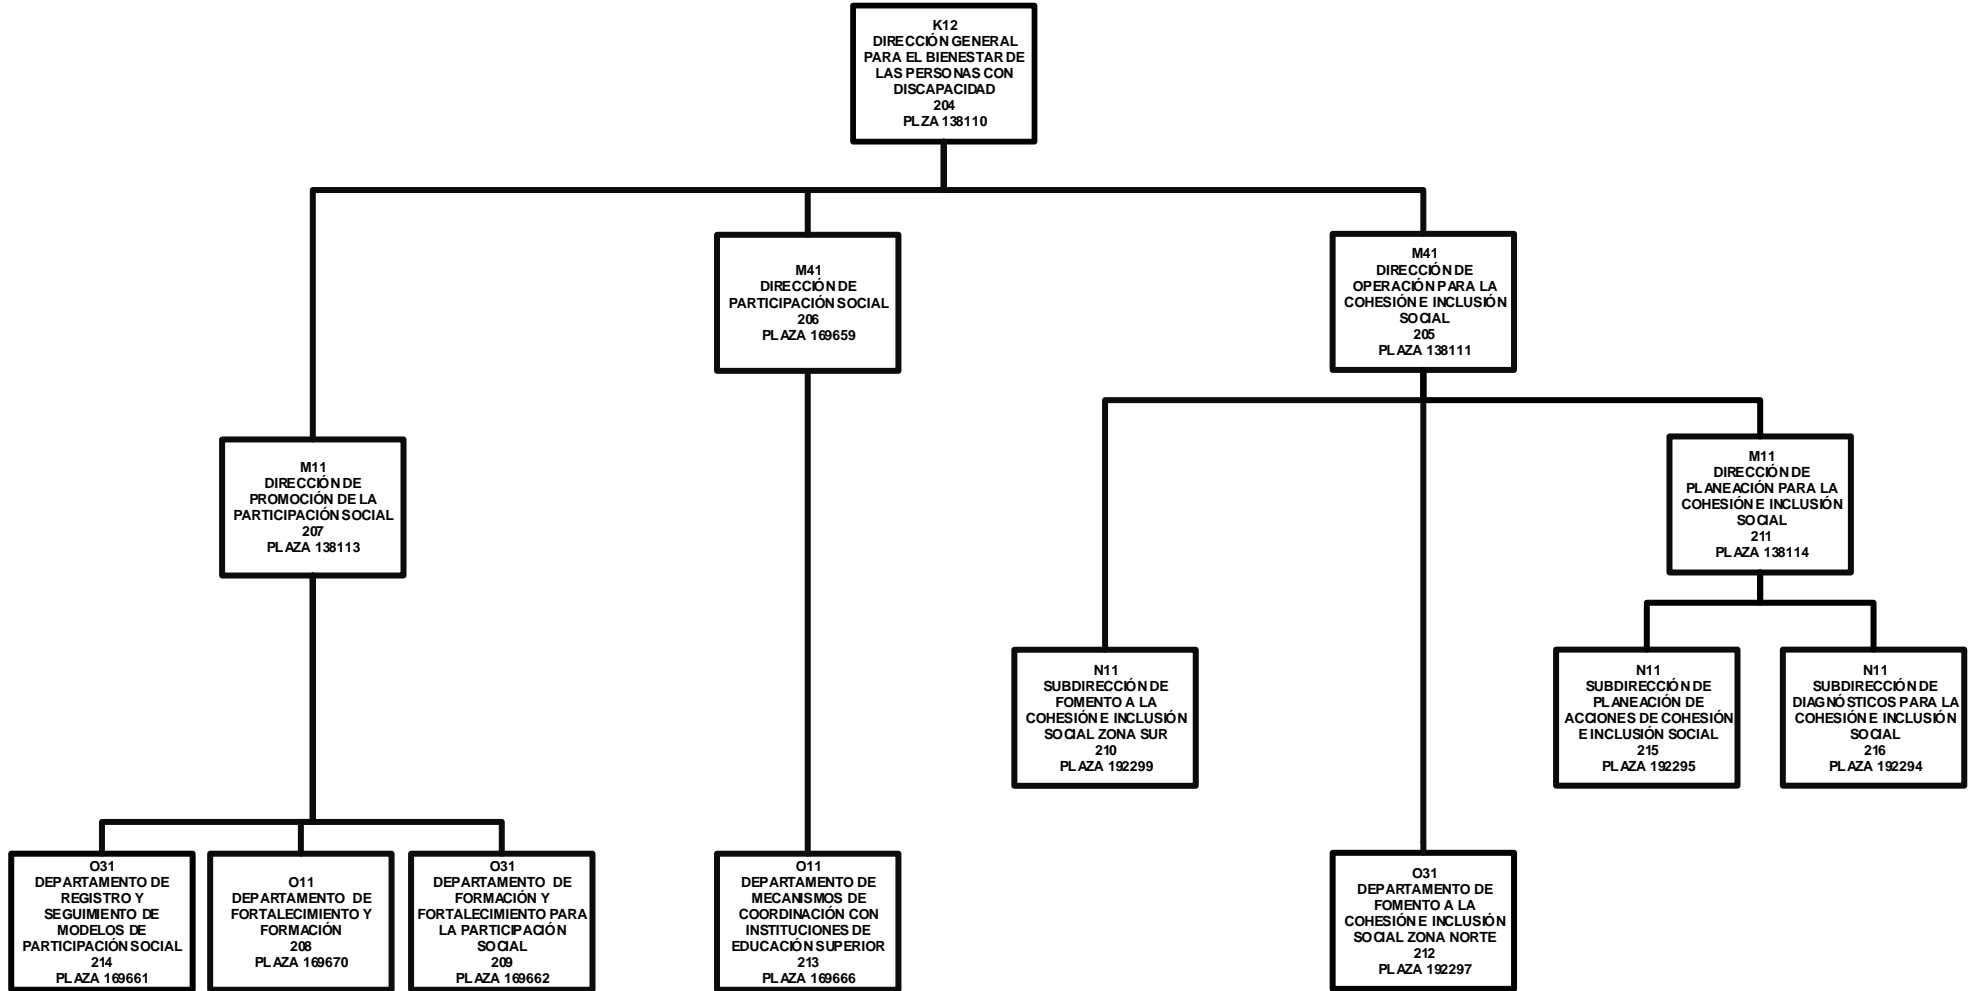 K12
DIRECCIÓN GENERAL
PARA EL BIENESTAR DE
LAS PERSONAS CON
DISCAPACIDAD
204
PLZA 138110
M41
DIRECCIÓN DE
PARTICIPACIÓN SOCIAL
206
PLAZA 169659
M41
DIRECCIÓN DE
OPERACIÓN PARA LA
COHESIÓN E INCLUSIÓN
SOCIAL
205
PLAZA 138111
M11
DIRECCIÓN DE
PROMOCIÓN DE LA
PARTICIPACIÓN SOCIAL
207
PLAZA 138113
M11
DIRECCIÓN DE
PLANEACIÓN PARA LA
COHESIÓN E INCLUSIÓN
SOCIAL
211
PLAZA 138114
N11
SUBDIRECCIÓN DE
FOMENTO A LA
COHESIÓN E INCLUSIÓN
SOCIAL ZONA SUR
210
PLAZA 192299
N11
SUBDIRECCIÓN DE
PLANEACIÓN DE
ACCIONES DE COHESIÓN
E INCLUSIÓN SOCIAL
215
PLAZA 192295
N11
SUBDIRECCIÓN DE
DIAGNÓSTICOS PARA LA
COHESIÓN E INCLUSIÓN
SOCIAL
216
PLAZA 192294
O31
DEPARTAMENTO DE
REGISTRO Y
SEGUIMIENTO DE
MODELOS DE
PARTICIPACIÓN SOCIAL
214
PLAZA 169661
O11
DEPARTAMENTO DE
FORTALECIMIENTO Y
FORMACIÓN
208
PLAZA 169670
O31
DEPARTAMENTO DE
FORMACIÓN Y
FORTALECIMIENTO PARA
LA PARTICIPACIÓN
SOCIAL
209
PLAZA 169662
O11
DEPARTAMENTO DE
MECANISMOS DE
COORDINACIÓN CON
INSTITUCIONES DE
EDUCACIÓN SUPERIOR
213
PLAZA 169666
O31
DEPARTAMENTO DE
FOMENTO A LA
COHESIÓN E INCLUSIÓN
SOCIAL ZONA NORTE
212
PLAZA 192297